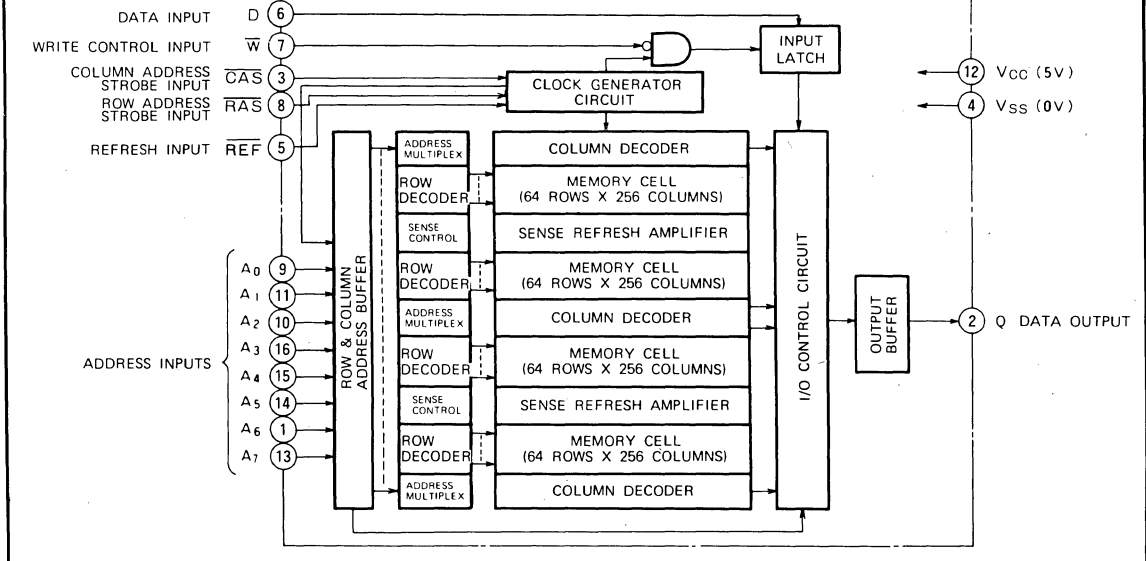 DATA INPUT D 6
WRITE CONTROL INPUT W 7
COLUMN ADDRESS
STROBE INPUT CAS 3
ROW ADDRESS
STROBE INPUT RAS 8
REFRESH INPUT REF 5
INPUT
LATCH
CLOCK GENERATOR
CIRCUIT
12 VCC (5V)
4 VSS (0V)
ADDRESS INPUTS
A0 9
A1 11
A2 10
A3 16
A4 15
A5 14
A6 1
A7 13
ROW & COLUMN
ADDRESS BUFFER
ADDRESS
MULTIPLEX
COLUMN DECODER
ROW
DECODER
MEMORY CELL
(64 ROWS X 256 COLUMNS)
SENSE
CONTROL
SENSE REFRESH AMPLIFIER
ROW
DECODER
MEMORY CELL
(64 ROWS X 256 COLUMNS)
ADDRESS
MULTIPLEX
COLUMN DECODER
ROW
DECODER
MEMORY CELL
(64 ROWS X 256 COLUMNS)
SENSE
CONTROL
SENSE REFRESH AMPLIFIER
ROW
DECODER
MEMORY CELL
(64 ROWS X 256 COLUMNS)
ADDRESS
MULTIPLEX
COLUMN DECODER
I/O CONTROL CIRCUIT
OUTPUT
BUFFER
2 Q DATA OUTPUT